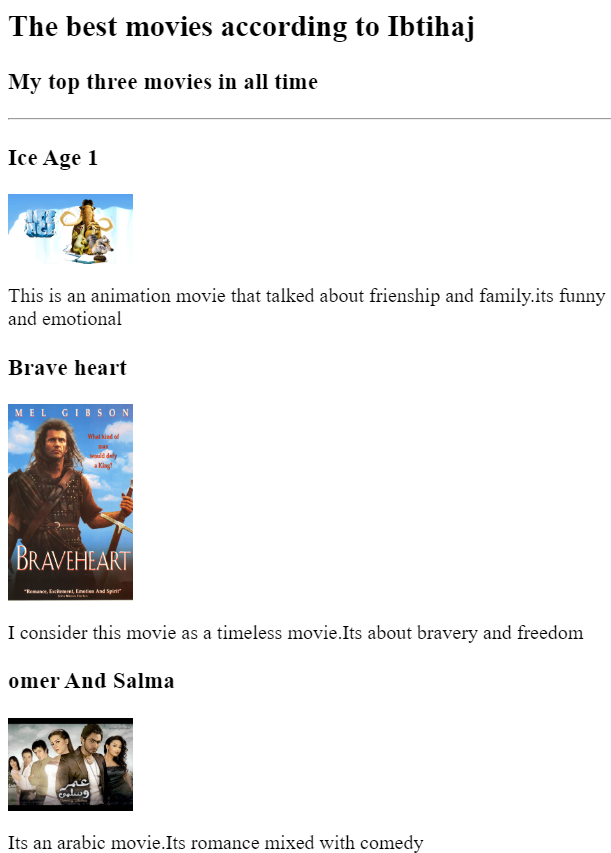 The best movies according to Ibtihaj
My top three movies in all time
Ice Age 1
ICE
AGE
This is an animation movie that talked about frienship and family.its funny
and emotional
Brave heart
MEL GIBSON
What kind of
man
would defy
a King?
BRAVEHEART
"Romance, Excitement, Emotion And Spirit!"
I consider this movie as a timeless movie.Its about bravery and freedom
omer And Salma
عمر
وسلمى
Its an arabic movie.Its romance mixed with comedy